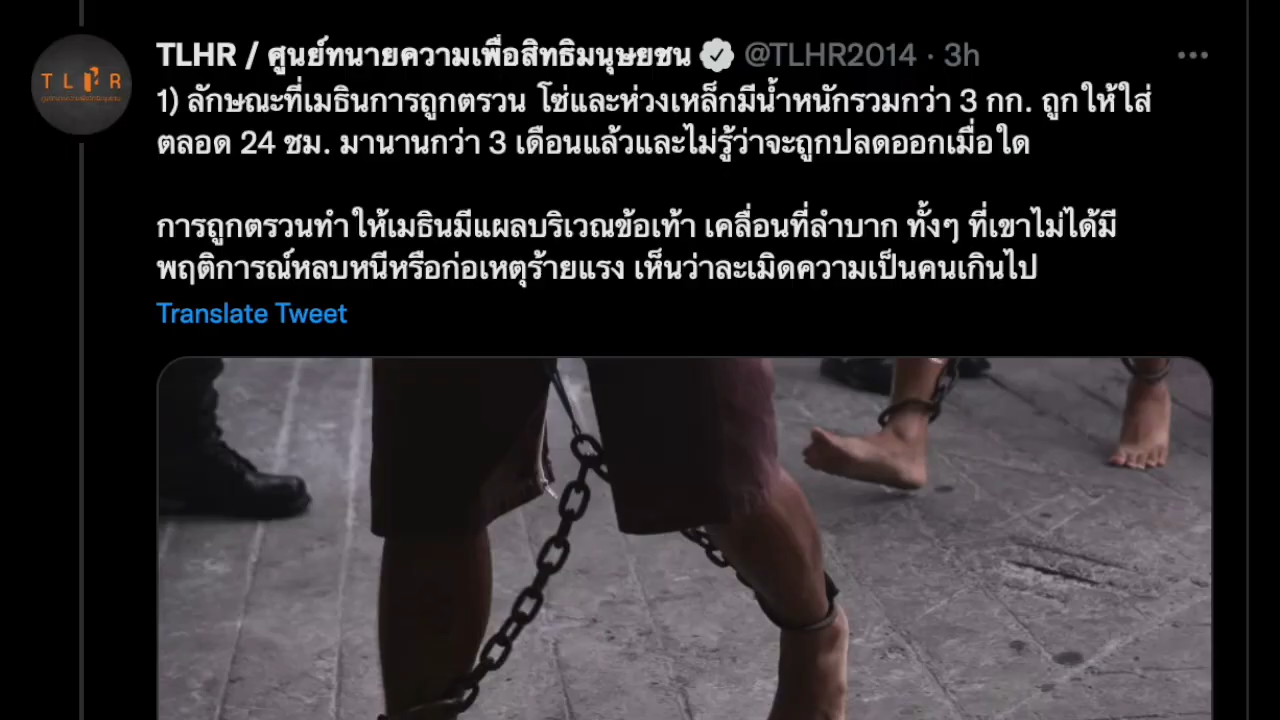 TLHR / ศูนย์ทนายความเพื่อสิทธิมนุษยชน @TLHR2014 · 3h
1) ลักษณะที่เมธินการถูกตรวน โซ่และห่วงเหล็กมีน้ำหนักรวมกว่า 3 กก. ถูกให้ใส่
ตลอด 24 ชม. มานานกว่า 3 เดือนแล้วและไม่รู้ว่าจะถูกปลดออกเมื่อใด
การถูกตรวนทำให้เมธินมีแผลบริเวณข้อเท้า เคลื่อนที่ลำบาก ทั้งๆ ที่เขาไม่ได้มี
พฤติการณ์หลบหนีหรือก่อเหตุร้ายแรง เห็นว่าละเมิดความเป็นคนเกินไป
Translate Tweet
TLHR